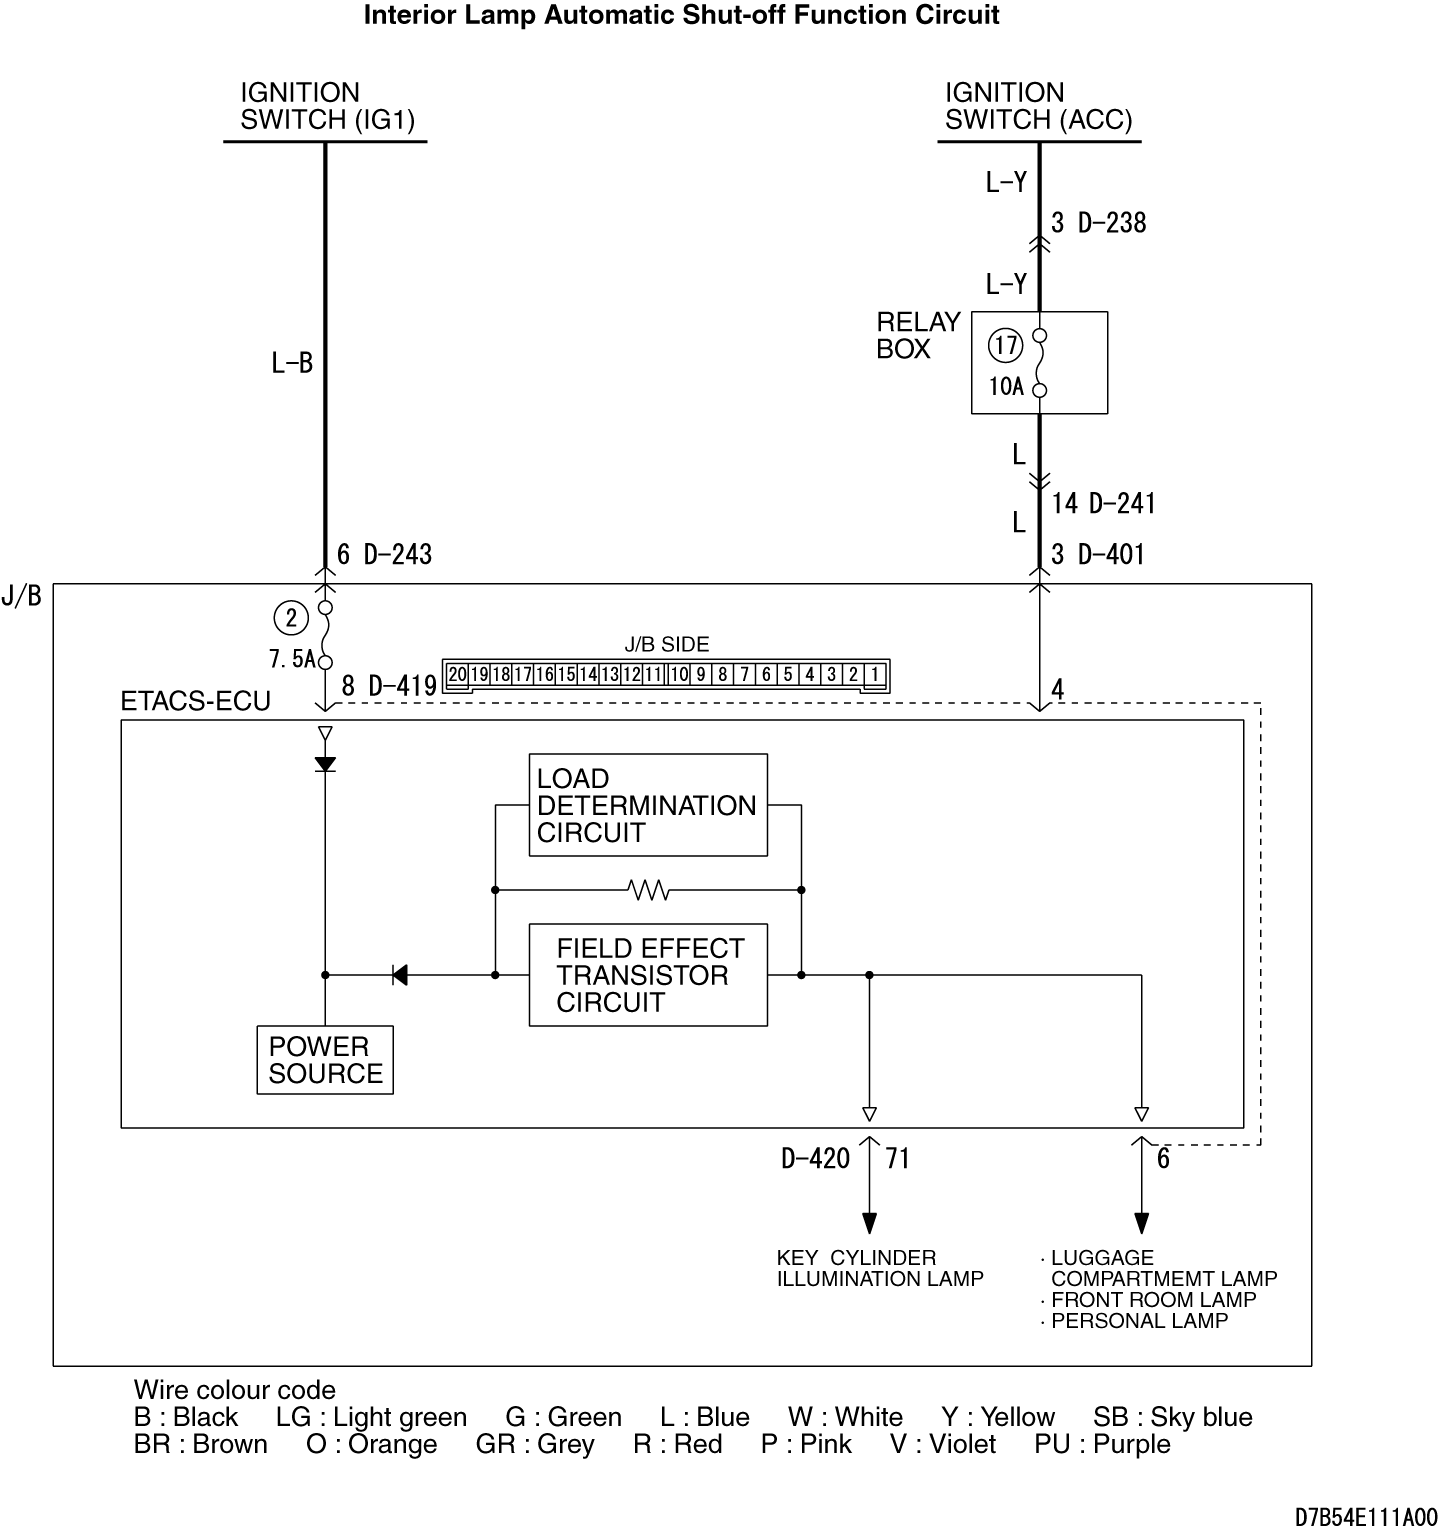 Interior Lamp Automatic Shut-off Function Circuit
IGNITION
SWITCH (IG1)
IGNITION
SWITCH (ACC)
L-Y
3 D-238
L-Y
RELAY
BOX
17
10A
L-B
L
14 D-241
L
6 D-243
3 D-401
J/B
2
7.5A
J/B SIDE
20 19 18 17 16 15 14 13 12 11 10 9 8 7 6 5 4 3 2 1
8 D-419
4
ETACS-ECU
LOAD
DETERMINATION
CIRCUIT
FIELD EFFECT
TRANSISTOR
CIRCUIT
POWER
SOURCE
D-420 71
6
KEY CYLINDER
ILLUMINATION LAMP
· LUGGAGE
COMPARTMEMT LAMP
· FRONT ROOM LAMP
· PERSONAL LAMP
Wire colour code
B : Black LG : Light green G : Green L : Blue W : White Y : Yellow SB : Sky blue
BR : Brown O : Orange GR : Grey R : Red P : Pink V : Violet PU : Purple
D7B54E111A00